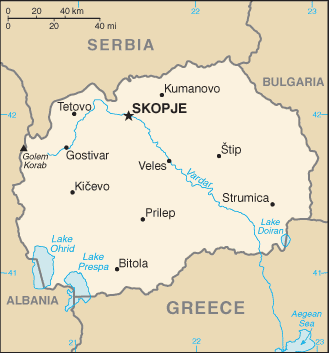 0 20 40 km
0 20 40 mi
22
23
SERBIA
BULGARIA
Kumanovo
Tetovo
SKOPJE
42
42
Golem
Korab
Gostivar
Veles
Štip
Vardar
Kičevo
Strumica
Prilep
Lake
Doiran
Lake
Ohrid
Lake
Prespa
Bitola
41
41
ALBANIA
GREECE
Aegean
Sea
21
22
23